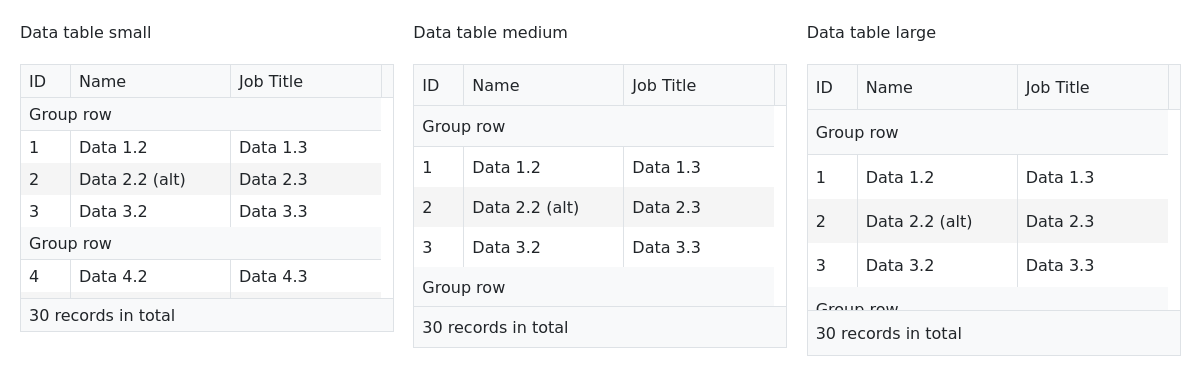 Data table small
ID Name Job Title
Group row
1 Data 1.2 Data 1.3
2 Data 2.2 (alt) Data 2.3
3 Data 3.2 Data 3.3
Group row
4 Data 4.2 Data 4.3
30 records in total
Data table medium
ID Name Job Title
Group row
1 Data 1.2 Data 1.3
2 Data 2.2 (alt) Data 2.3
3 Data 3.2 Data 3.3
Group row
30 records in total
Data table large
ID Name Job Title
Group row
1 Data 1.2 Data 1.3
2 Data 2.2 (alt) Data 2.3
3 Data 3.2 Data 3.3
Group row
30 records in total